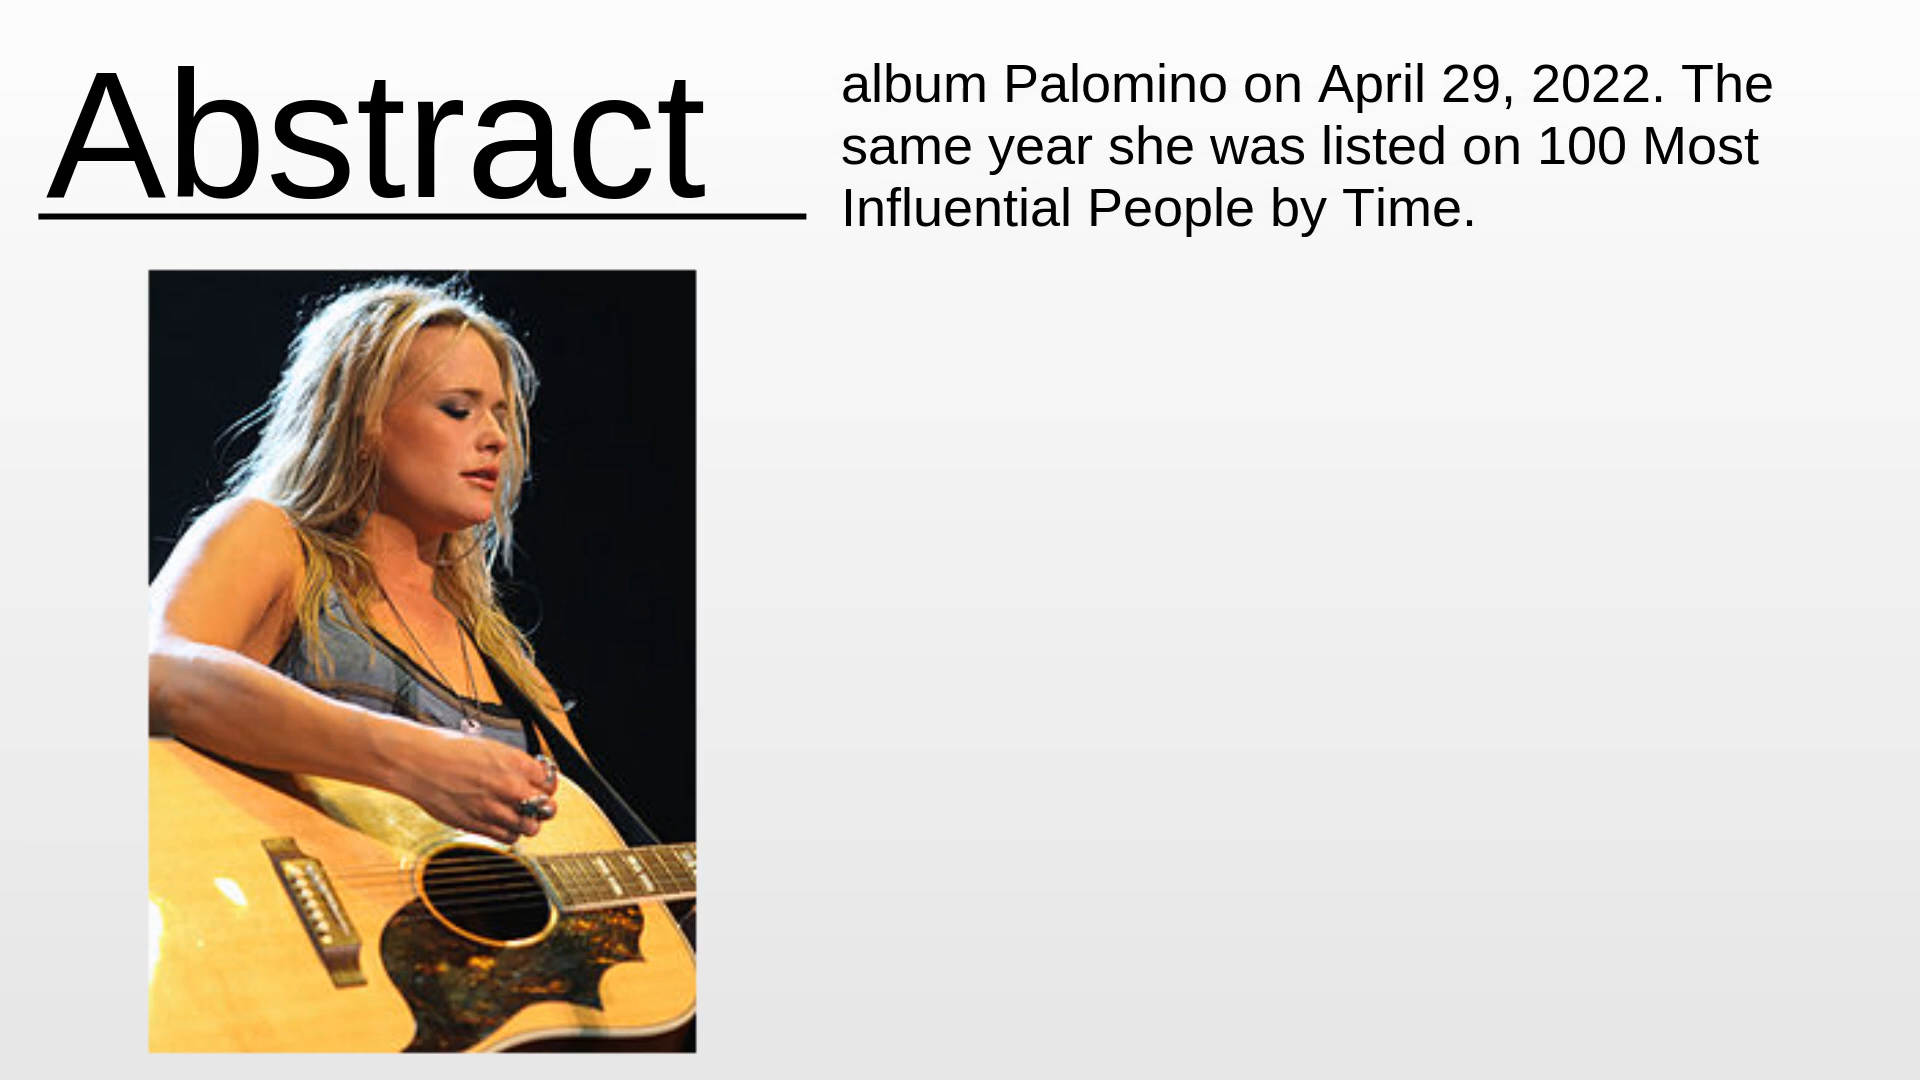 Abstract
album Palomino on April 29, 2022. The
same year she was listed on 100 Most
Influential People by Time.